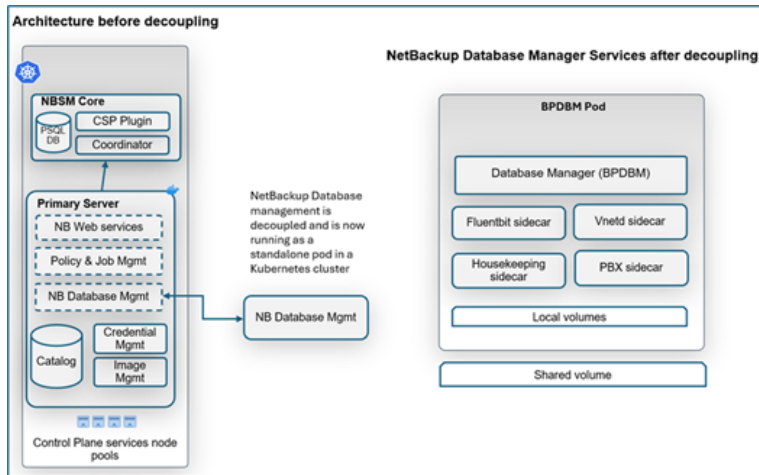 Architecture before decoupling
NBSM Core
PSQL
DB
CSP Plugin
Coordinator
Primary Server
NB Web services
Policy & Job Mgmt
NB Database Mgmt
Catalog
Credential
Mgmt
Image
Mgmt
Control Plane services node
pools
NetBackup Database
management is
decoupled and is now
running as a
standalone pod in a
Kubernetes cluster
NB Database Mgmt
NetBackup Database Manager Services after decoupling
BPDBM Pod
Database Manager (BPDBM)
Fluentbit sidecar
Vnetd sidecar
Housekeeping
sidecar
PBX sidecar
Local volumes
Shared volume